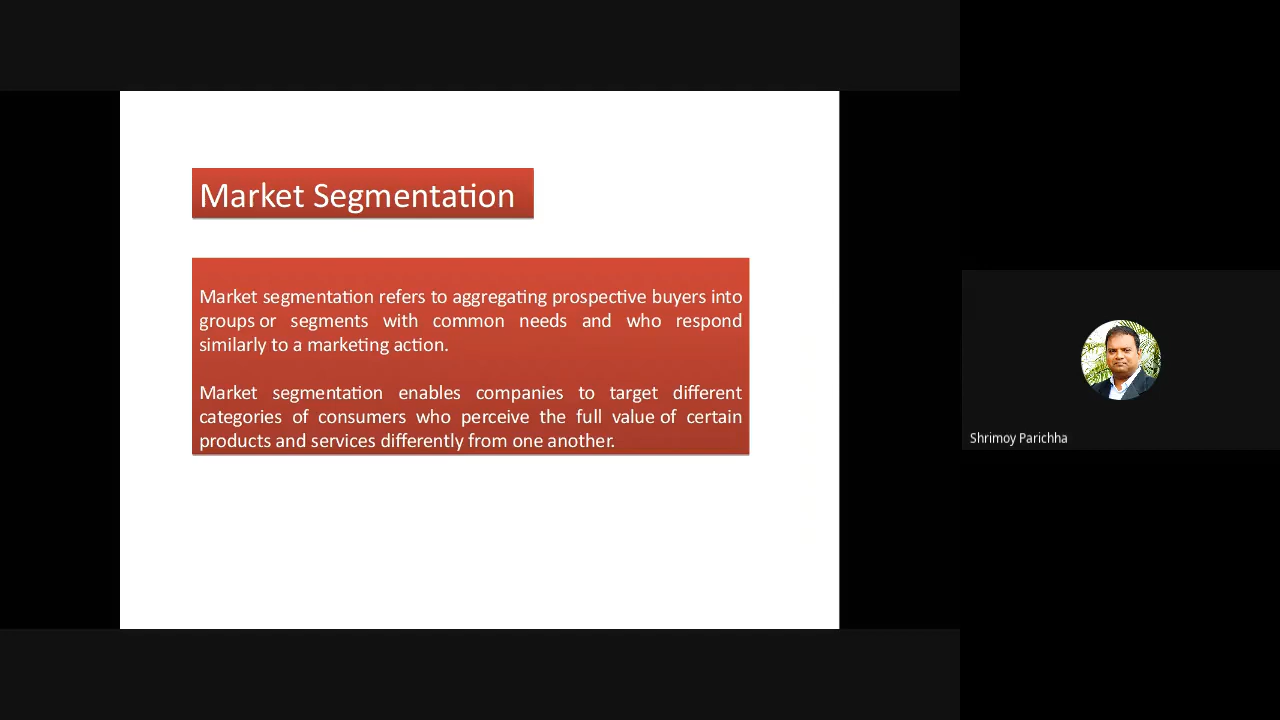 Market Segmentation
Market segmentation refers to aggregating prospective buyers into
groups or segments with common needs and who respond
similarly to a marketing action.
Market segmentation enables companies to target different
categories of consumers who perceive the full value of certain
products and services differently from one another.
Shrimoy Parichha